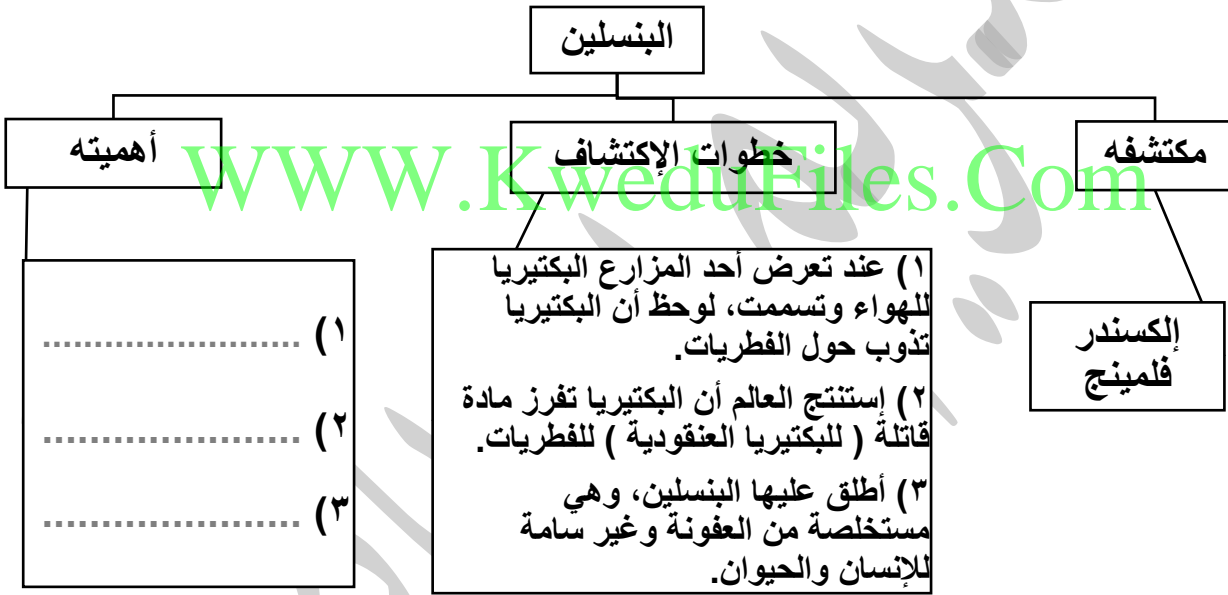 البنسلين
مكتشفه
خطوات الإكتشاف
أهميته
WWW.KweduFiles.Com
إلكسندر
فلمينج
١) عند تعرض أحد المزارع البكتيريا
للهواء وتسممت، لوحظ أن البكتيريا
تذوب حول الفطريات.
٢) إستنتج العالم أن البكتيريا تفرز مادة
قاتلة ( للبكتيريا العنقودية ) للفطريات.
٣) أطلق عليها البنسلين، وهي
مستخلصة من العفونة وغير سامة
للإنسان والحيوان.
١) ......................
٢) ......................
٣) ......................